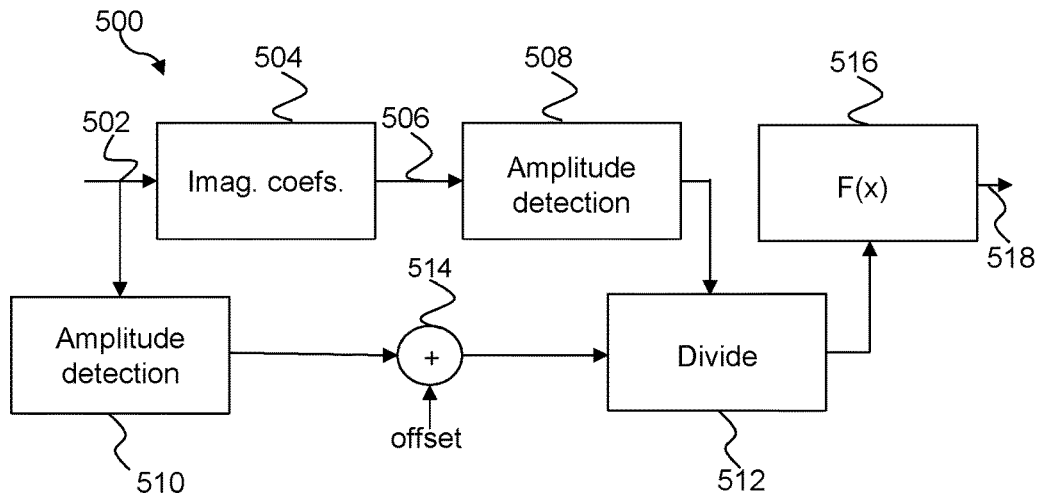 500
504
508
516
502
506
Imag. coefs.
Amplitude
detection
F(x)
518
514
Amplitude
detection
+
Divide
offset
510
512